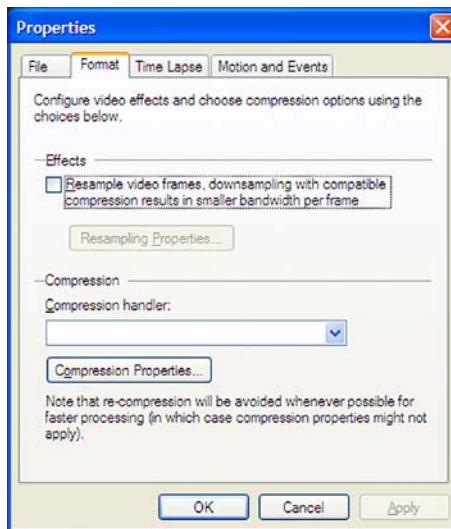 Properties
File Format Time Lapse Motion and Events
Configure video effects and choose compression options using the
choices below.
Effects
Resample video frames, downsampling with compatible
compression results in smaller bandwidth per frame
Resampling Properties...
Compression
Compression handler:
Compression Properties...
Note that re-compression will be avoided whenever possible for
faster processing (in which case compression properties might not
apply).
OK Cancel Apply